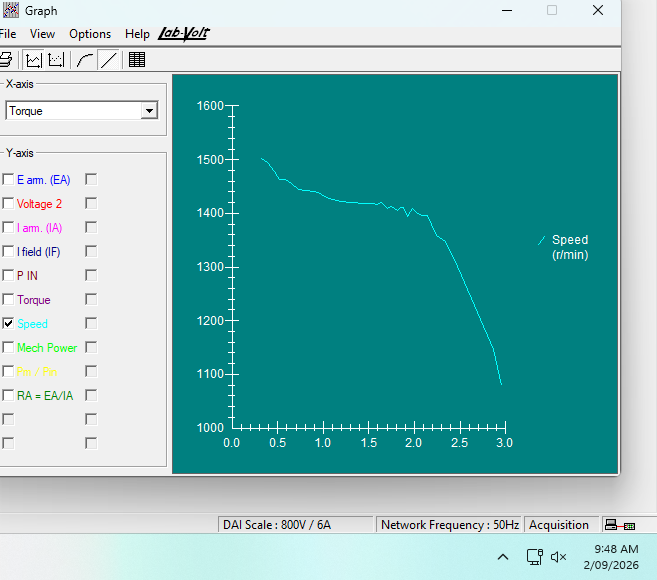 Graph
File View Options Help Lab-Volt
X-axis
Torque
Y-axis
E arm. (EA)
Voltage 2
I arm. (IA)
I field (IF)
P IN
Torque
Speed
Mech Power
Pm / Pin
RA = EA/IA
1600
1500
1400
1300
1200
1100
1000
0.0 0.5 1.0 1.5 2.0 2.5 3.0
Speed
(r/min)
DAI Scale : 800V / 6A Network Frequency : 50Hz Acquisition
9:48 AM
2/09/2026